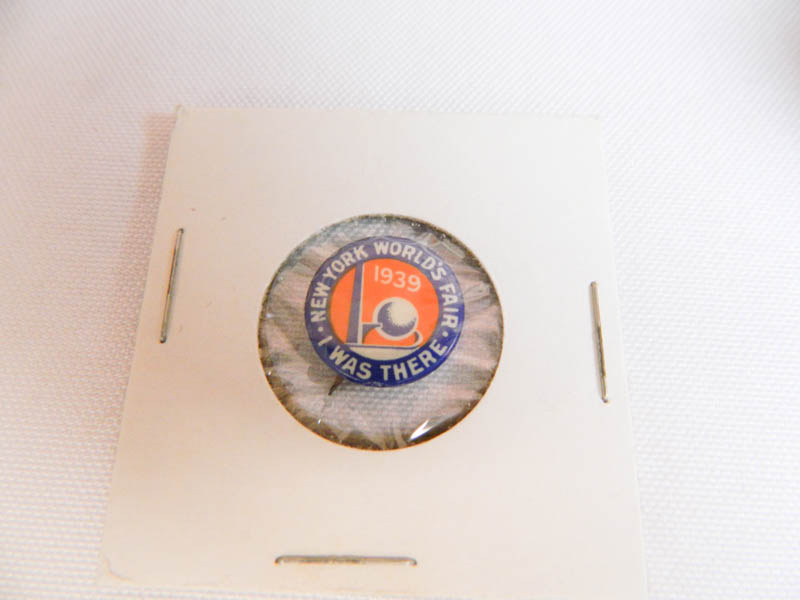 · NEW YORK WORLD'S FAIR ·
1939
I WAS THERE